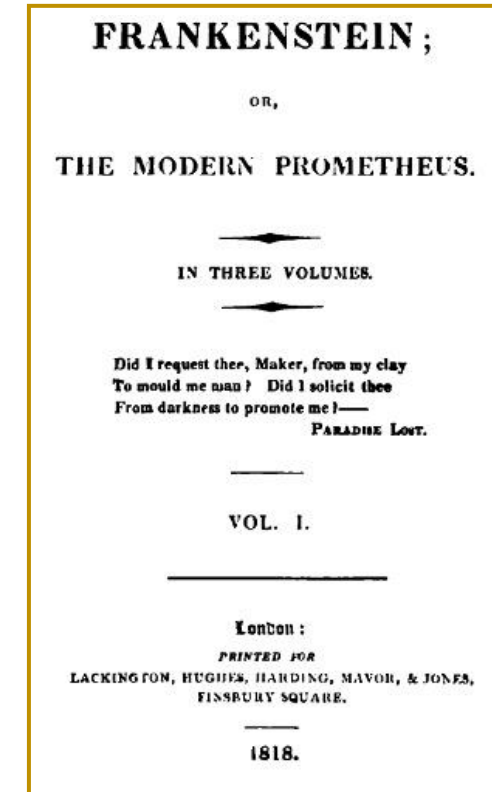 FRANKENSTEIN;
OR,
THE MODERN PROMETHEUS.
IN THREE VOLUMES.
Did I request thee, Maker, from my clay
To mould me man? Did I solicit thee
From darkness to promote me?——
PARADISE LOST.
VOL. I.
London:
PRINTED FOR
LACKINGTON, HUGHES, HARDING, MAVOR, & JONES,
FINSBURY SQUARE.
1818.